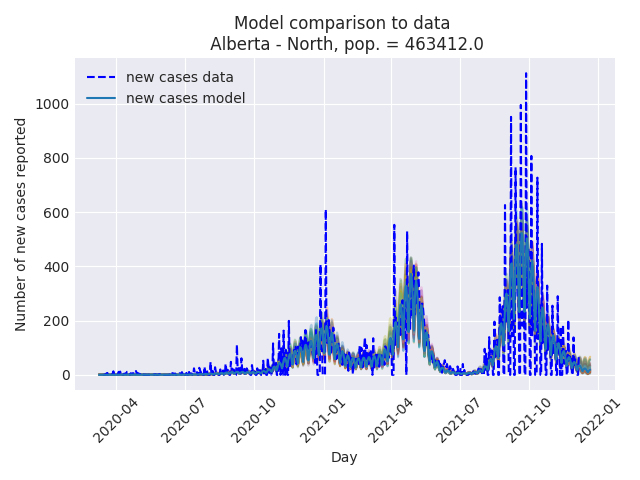 Model comparison to data
Alberta - North, pop. = 463412.0
new cases data
new cases model
Number of new cases reported
1000
800
600
400
200
0
2020-04
2020-07
2020-10
2021-01
2021-04
2021-07
2021-10
2022-01
Day